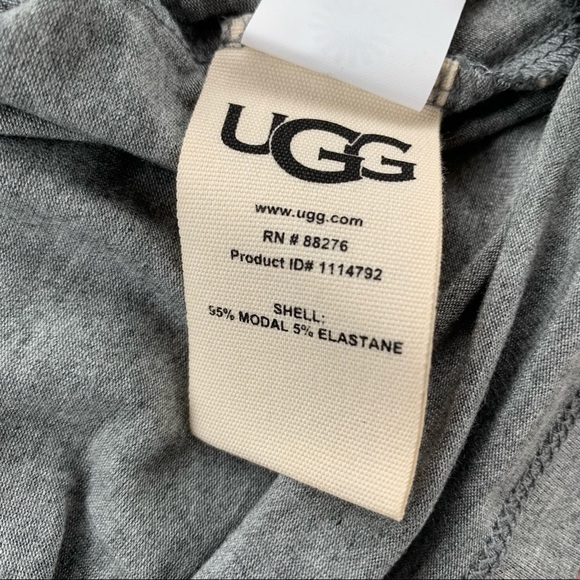 UGG
www.ugg.com
RN # 88276
Product ID# 1114792
SHELL:
95% MODAL 5% ELASTANE